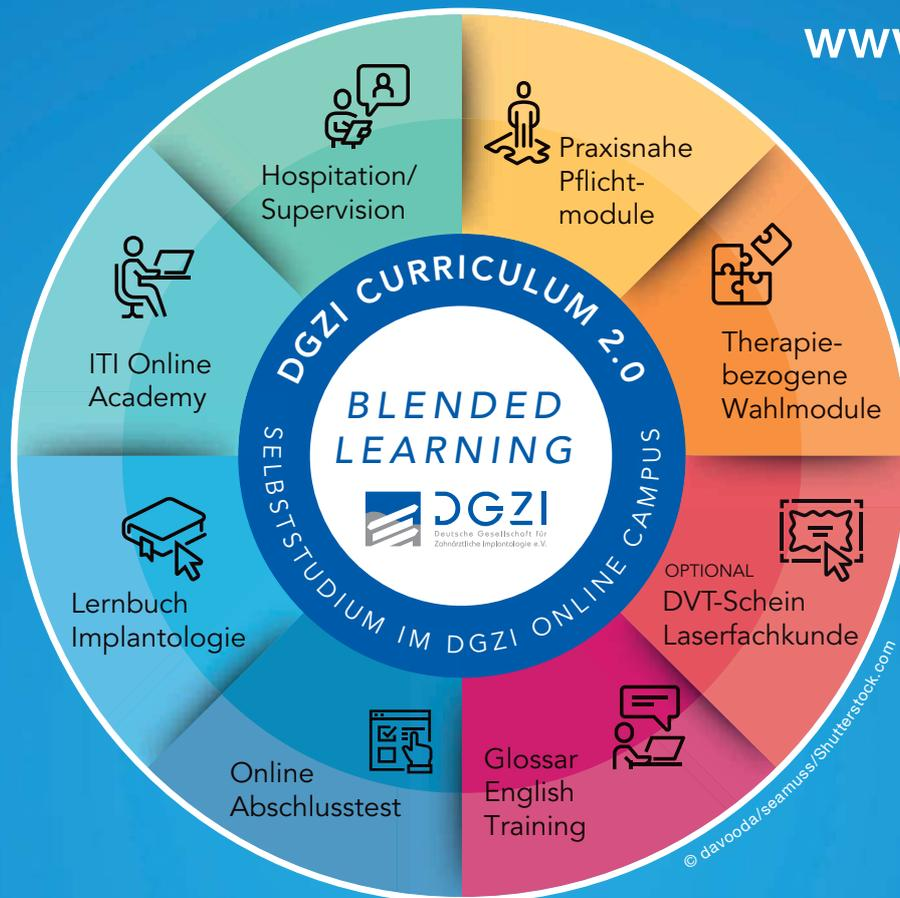 WWW
Hospitation/
Supervision
Praxisnahe
Pflicht-
module
Therapie-
bezogene
Wahlmodule
OPTIONAL
DVT-Schein
Laserfachkunde
Glossar
English
Training
Online
Abschlusstest
Lernbuch
Implantologie
ITI Online
Academy
DGZI CURRICULUM 2.0
BLENDED
LEARNING
DGZI
Deutsche Gesellschaft für
Zahnärztliche Implantologie e.V.
SELBSTSTUDIUM IM DGZI ONLINE CAMPUS
© davooda/seamuss/Shutterstock.com